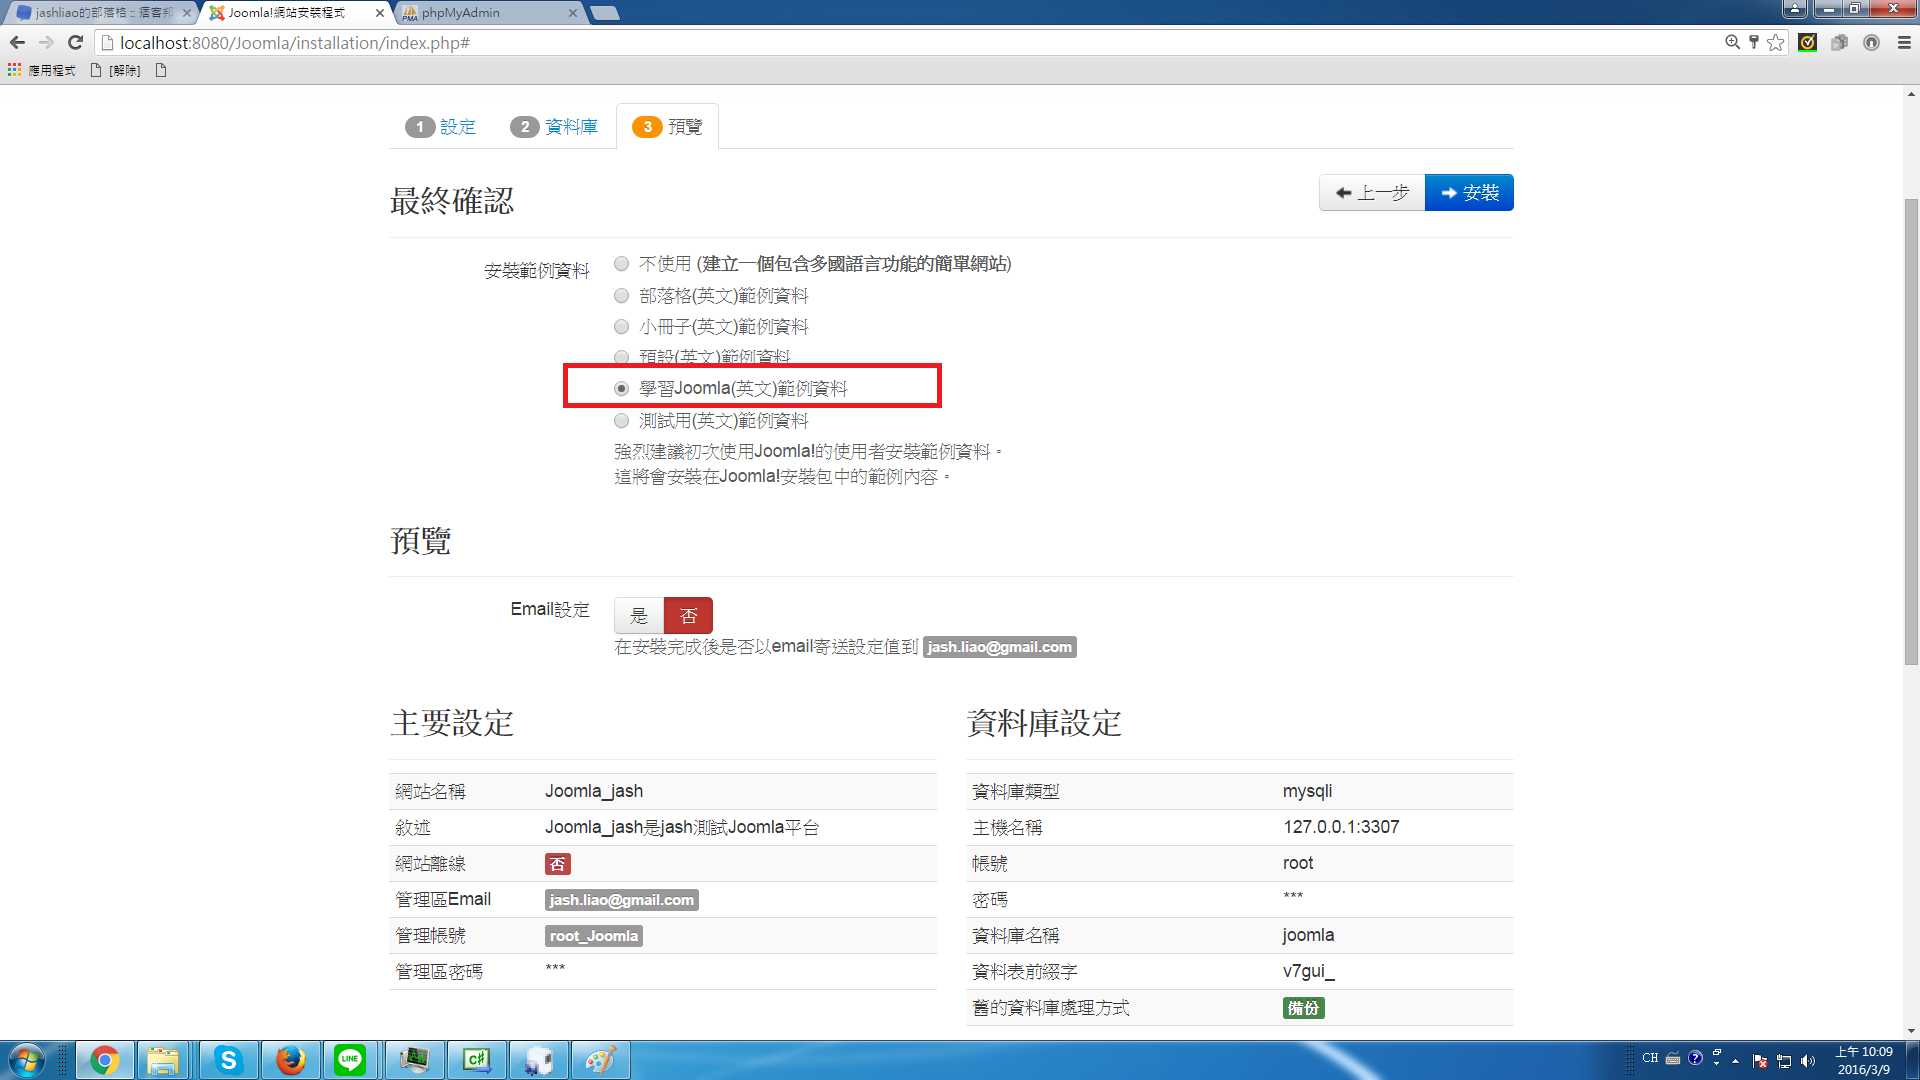 jashliao的部落格 :: 痞客邦
Joomla!網站安裝程式
phpMyAdmin
localhost:8080/Joomla/installation/index.php#
應用程式
[解除]
1 設定
2 資料庫
3 預覽
最終確認
上一步
安裝
安裝範例資料
不使用 (建立一個包含多國語言功能的簡單網站)
部落格(英文)範例資料
小冊子(英文)範例資料
預設(英文)範例資料
學習Joomla(英文)範例資料
測試用(英文)範例資料
強烈建議初次使用Joomla!的使用者安裝範例資料。
這將會安裝在Joomla!安裝包中的範例內容。
預覽
Email設定
是 否
在安裝完成後是否以email寄送設定值到 jash.liao@gmail.com
主要設定
網站名稱 Joomla_jash
敘述 Joomla_jash是jash測試Joomla平台
網站離線 否
管理區Email jash.liao@gmail.com
管理帳號 root_Joomla
管理區密碼 ***
資料庫設定
資料庫類型 mysqli
主機名稱 127.0.0.1:3307
帳號 root
密碼 ***
資料庫名稱 joomla
資料表前綴字 v7gui_
舊的資料庫處理方式 備份
LINE
C#
CH
上午 10:09
2016/3/9